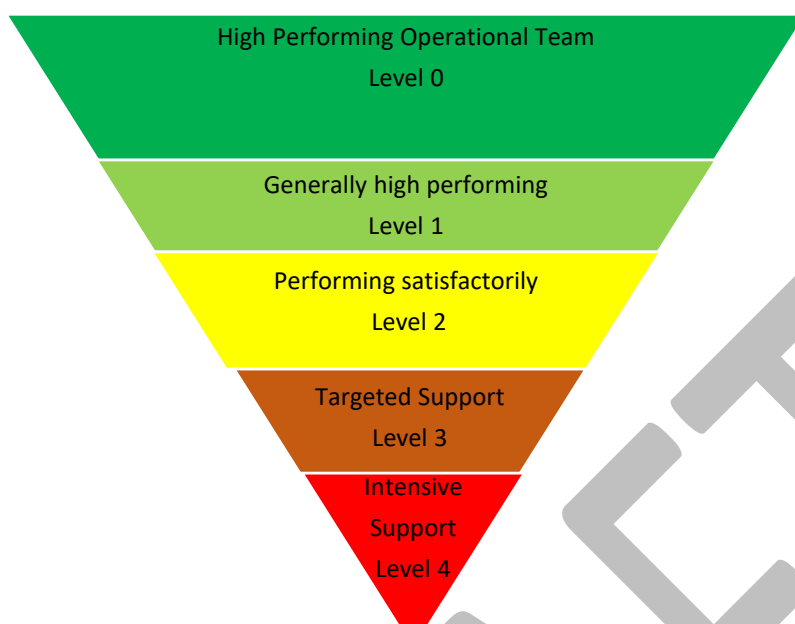 High Performing Operational Team
Level 0
Generally high performing
Level 1
Performing satisfactorily
Level 2
Targeted Support
Level 3
Intensive
Support
Level 4